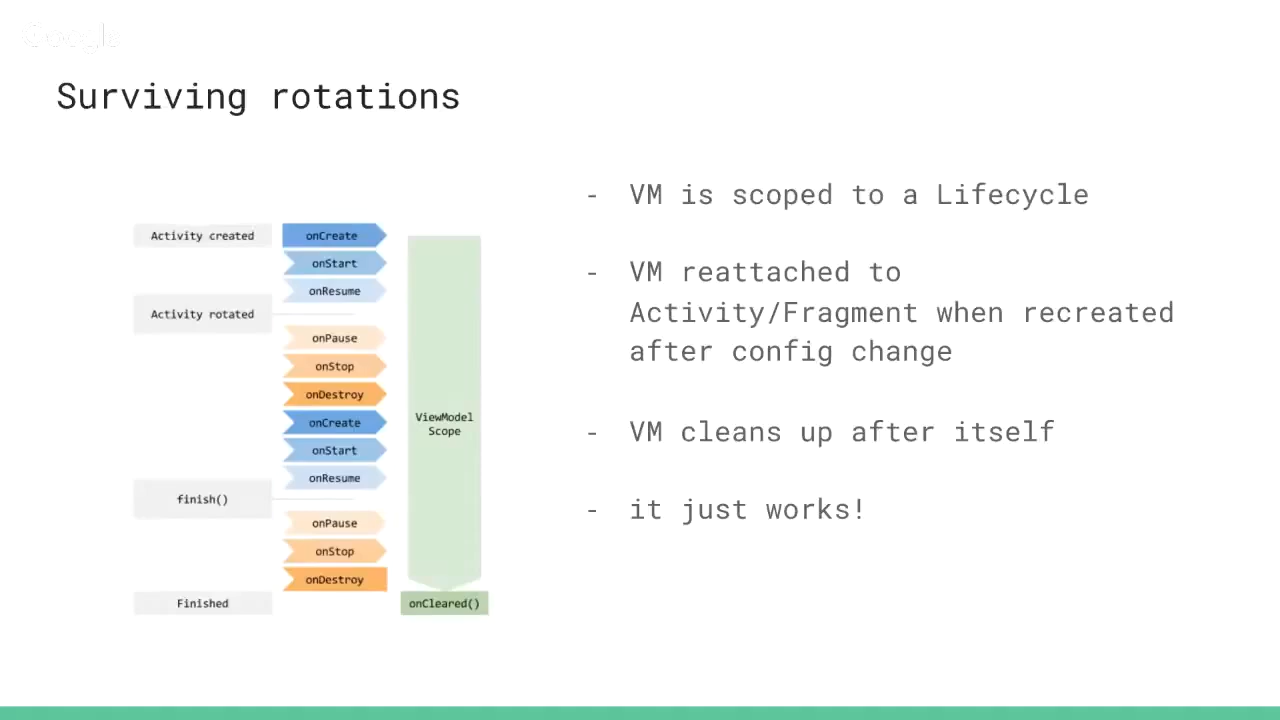 Google
Surviving rotations
- VM is scoped to a Lifecycle
- VM reattached to
Activity/Fragment when recreated
after config change
- VM cleans up after itself
- it just works!
Activity created
onCreate
onStart
onResume
Activity rotated
onPause
onStop
onDestroy
onCreate
onStart
onResume
finish()
onPause
onStop
onDestroy
Finished
ViewModel
Scope
onCleared()